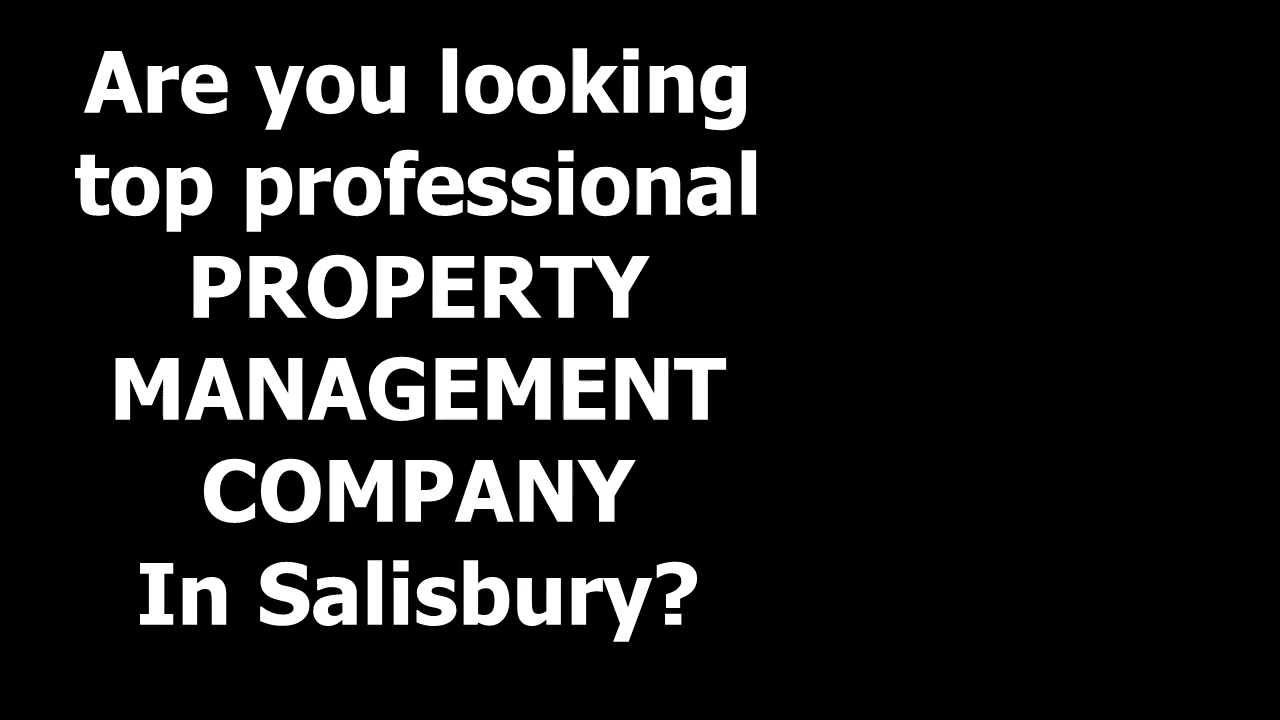 Are you looking
top professional
PROPERTY
MANAGEMENT
COMPANY
In Salisbury?